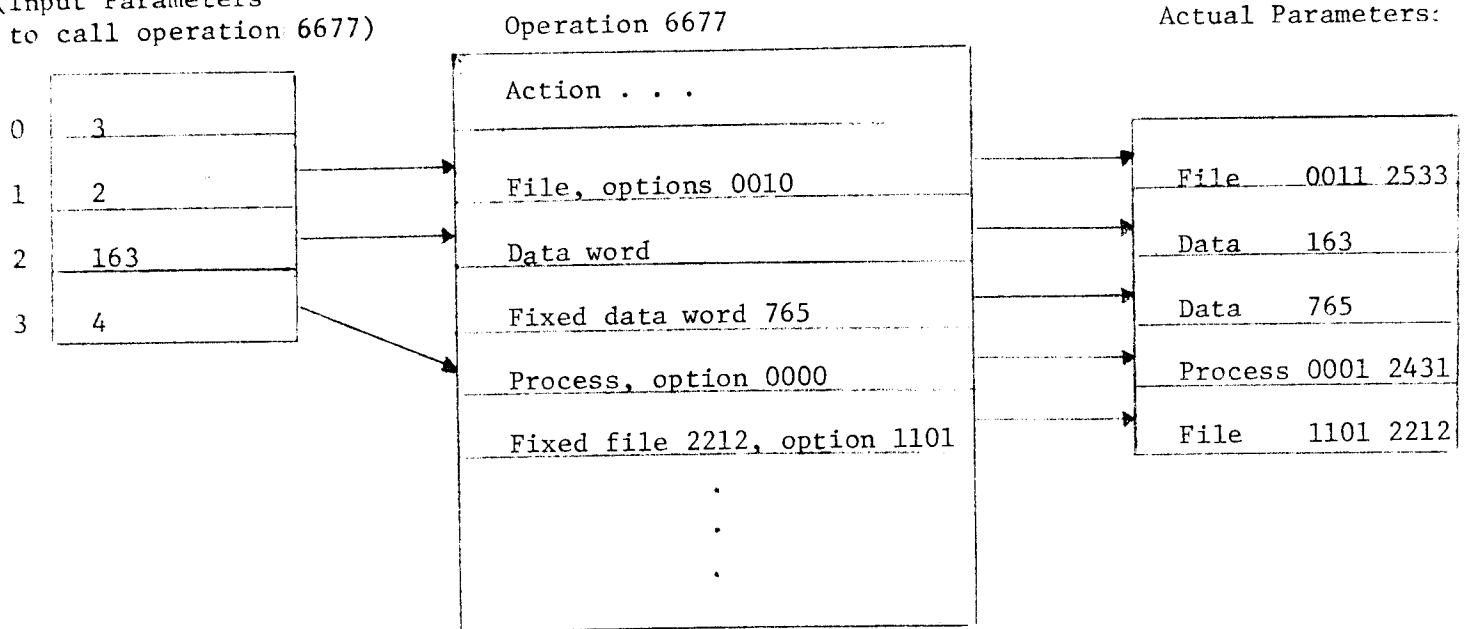 (Input Parameters
to call operation 6677)
Operation 6677
Actual Parameters:
0 3
1 2
2 163
3 4
Action . . .
File, options 0010
Data word
Fixed data word 765
Process, option 0000
Fixed file 2212, option 1101
.
.
.
File 0011 2533
Data 163
Data 765
Process 0001 2431
File 1101 2212